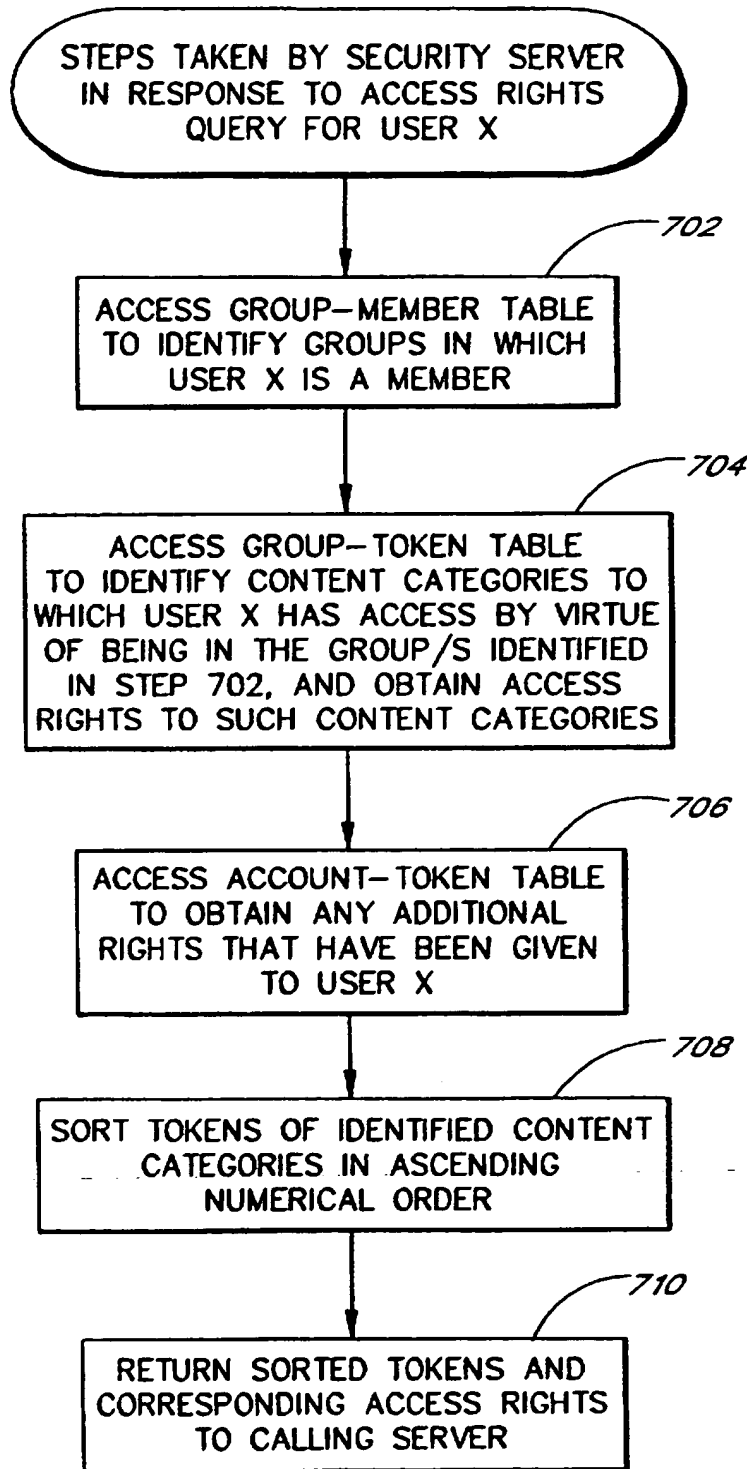 STEPS TAKEN BY SECURITY SERVER
IN RESPONSE TO ACCESS RIGHTS
QUERY FOR USER X
702
ACCESS GROUP-MEMBER TABLE
TO IDENTIFY GROUPS IN WHICH
USER X IS A MEMBER
704
ACCESS GROUP-TOKEN TABLE
TO IDENTIFY CONTENT CATEGORIES TO
WHICH USER X HAS ACCESS BY VIRTUE
OF BEING IN THE GROUP/S IDENTIFIED
IN STEP 702, AND OBTAIN ACCESS
RIGHTS TO SUCH CONTENT CATEGORIES
706
ACCESS ACCOUNT-TOKEN TABLE
TO OBTAIN ANY ADDITIONAL
RIGHTS THAT HAVE BEEN GIVEN
TO USER X
708
SORT TOKENS OF IDENTIFIED CONTENT
CATEGORIES IN ASCENDING
NUMERICAL ORDER
710
RETURN SORTED TOKENS AND
CORRESPONDING ACCESS RIGHTS
TO CALLING SERVER